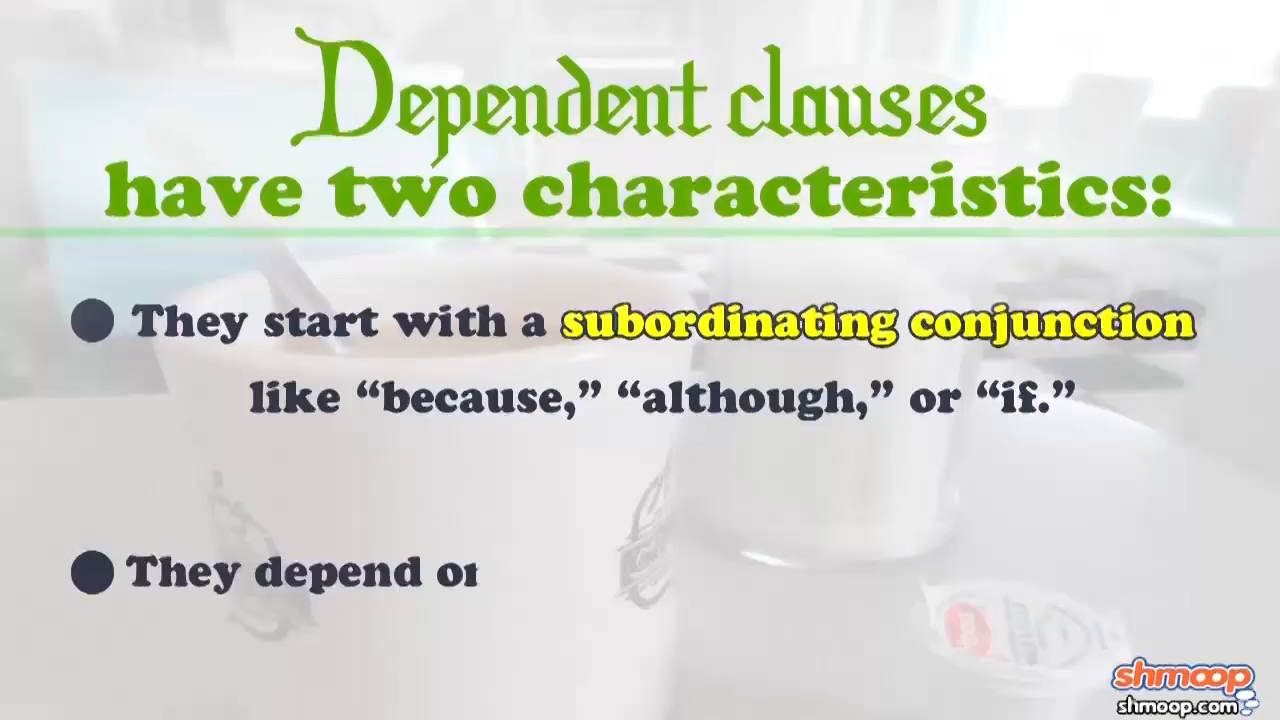 Dependent clauses
have two characteristics:
They start with a subordinating conjunction
like “because,” “although,” or “if.”
They depend
shmoop
shmoop.com